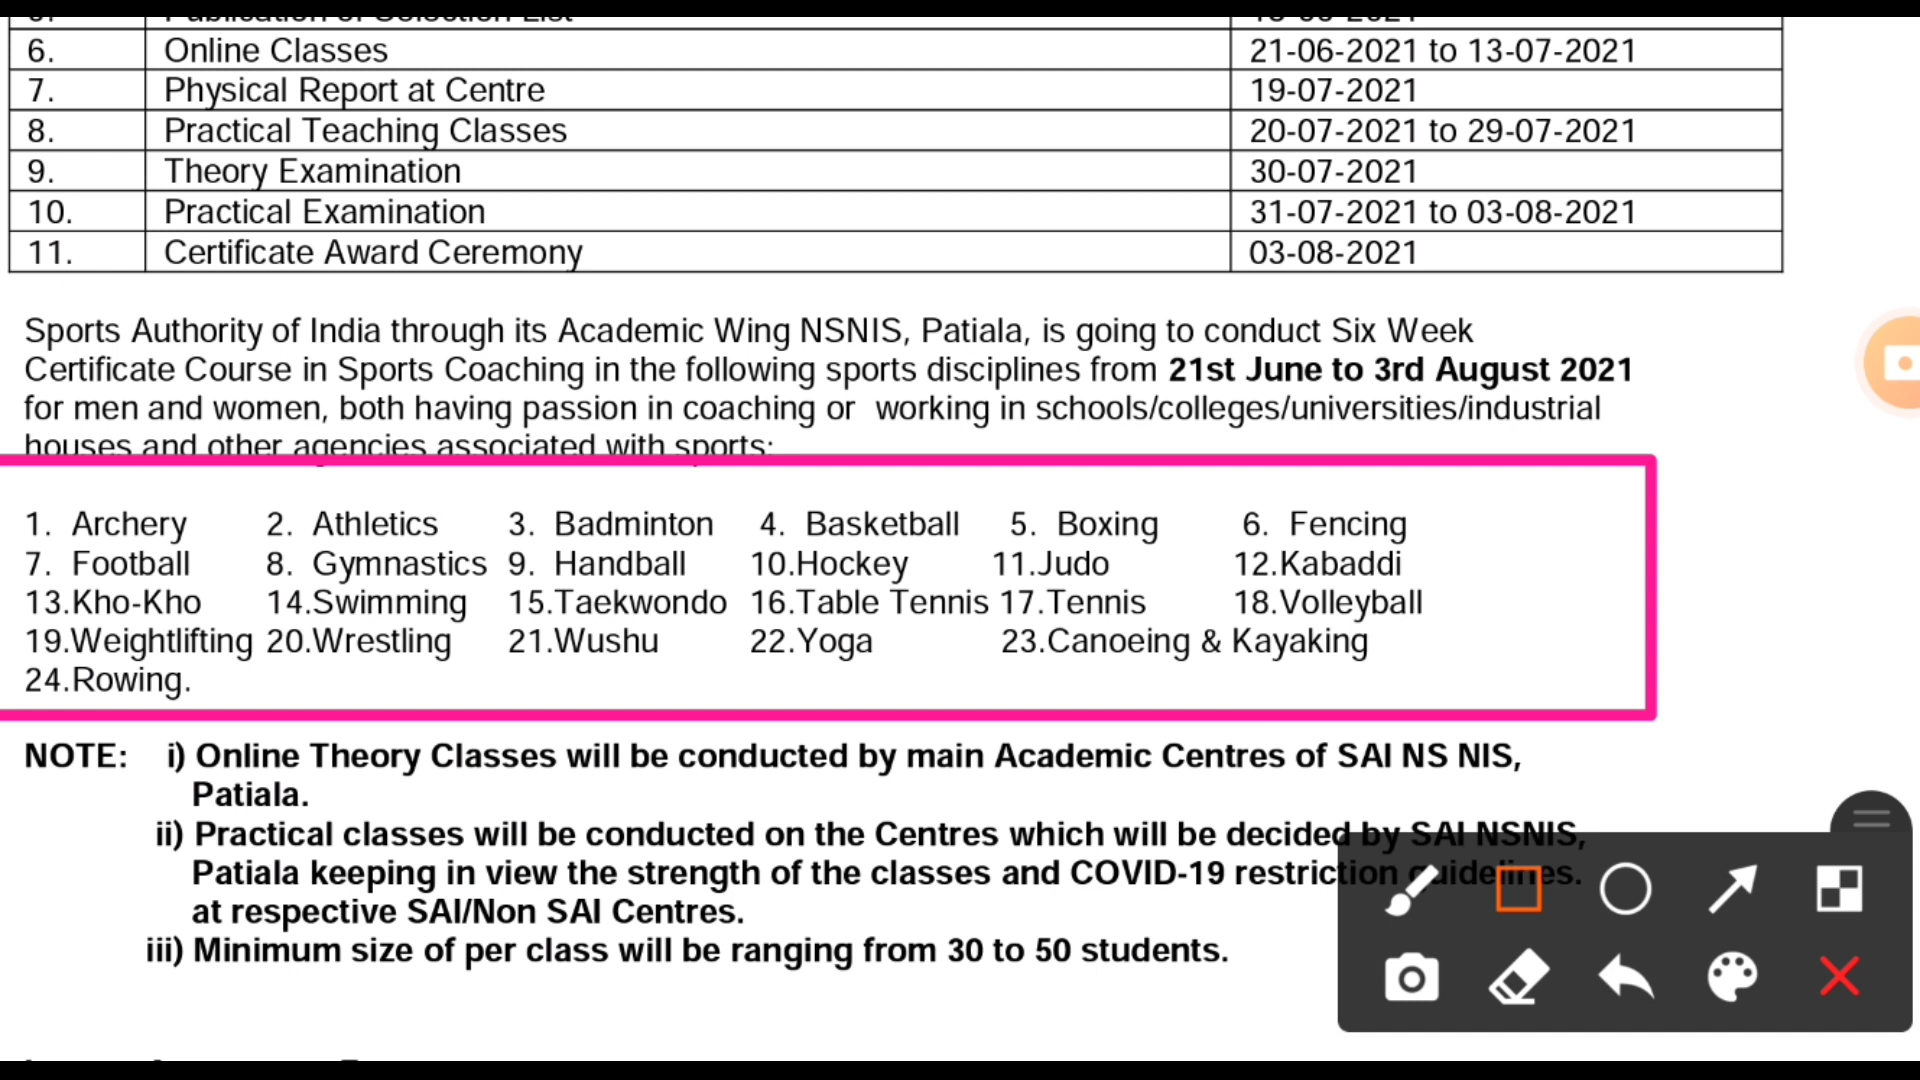 6. Online Classes 21-06-2021 to 13-07-2021
7. Physical Report at Centre 19-07-2021
8. Practical Teaching Classes 20-07-2021 to 29-07-2021
9. Theory Examination 30-07-2021
10. Practical Examination 31-07-2021 to 03-08-2021
11. Certificate Award Ceremony 03-08-2021
Sports Authority of India through its Academic Wing NSNIS, Patiala, is going to conduct Six Week
Certificate Course in Sports Coaching in the following sports disciplines from 21st June to 3rd August 2021
for men and women, both having passion in coaching or working in schools/colleges/universities/industrial
houses and other agencies associated with sports:
1. Archery 2. Athletics 3. Badminton 4. Basketball 5. Boxing 6. Fencing
7. Football 8. Gymnastics 9. Handball 10.Hockey 11.Judo 12.Kabaddi
13.Kho-Kho 14.Swimming 15.Taekwondo 16.Table Tennis 17.Tennis 18.Volleyball
19.Weightlifting 20.Wrestling 21.Wushu 22.Yoga 23.Canoeing & Kayaking
24.Rowing.
NOTE: i) Online Theory Classes will be conducted by main Academic Centres of SAI NS NIS,
Patiala.
ii) Practical classes will be conducted on the Centres which will be decided by SAI NSNIS,
Patiala keeping in view the strength of the classes and COVID-19 restriction guidelines.
at respective SAI/Non SAI Centres.
iii) Minimum size of per class will be ranging from 30 to 50 students.